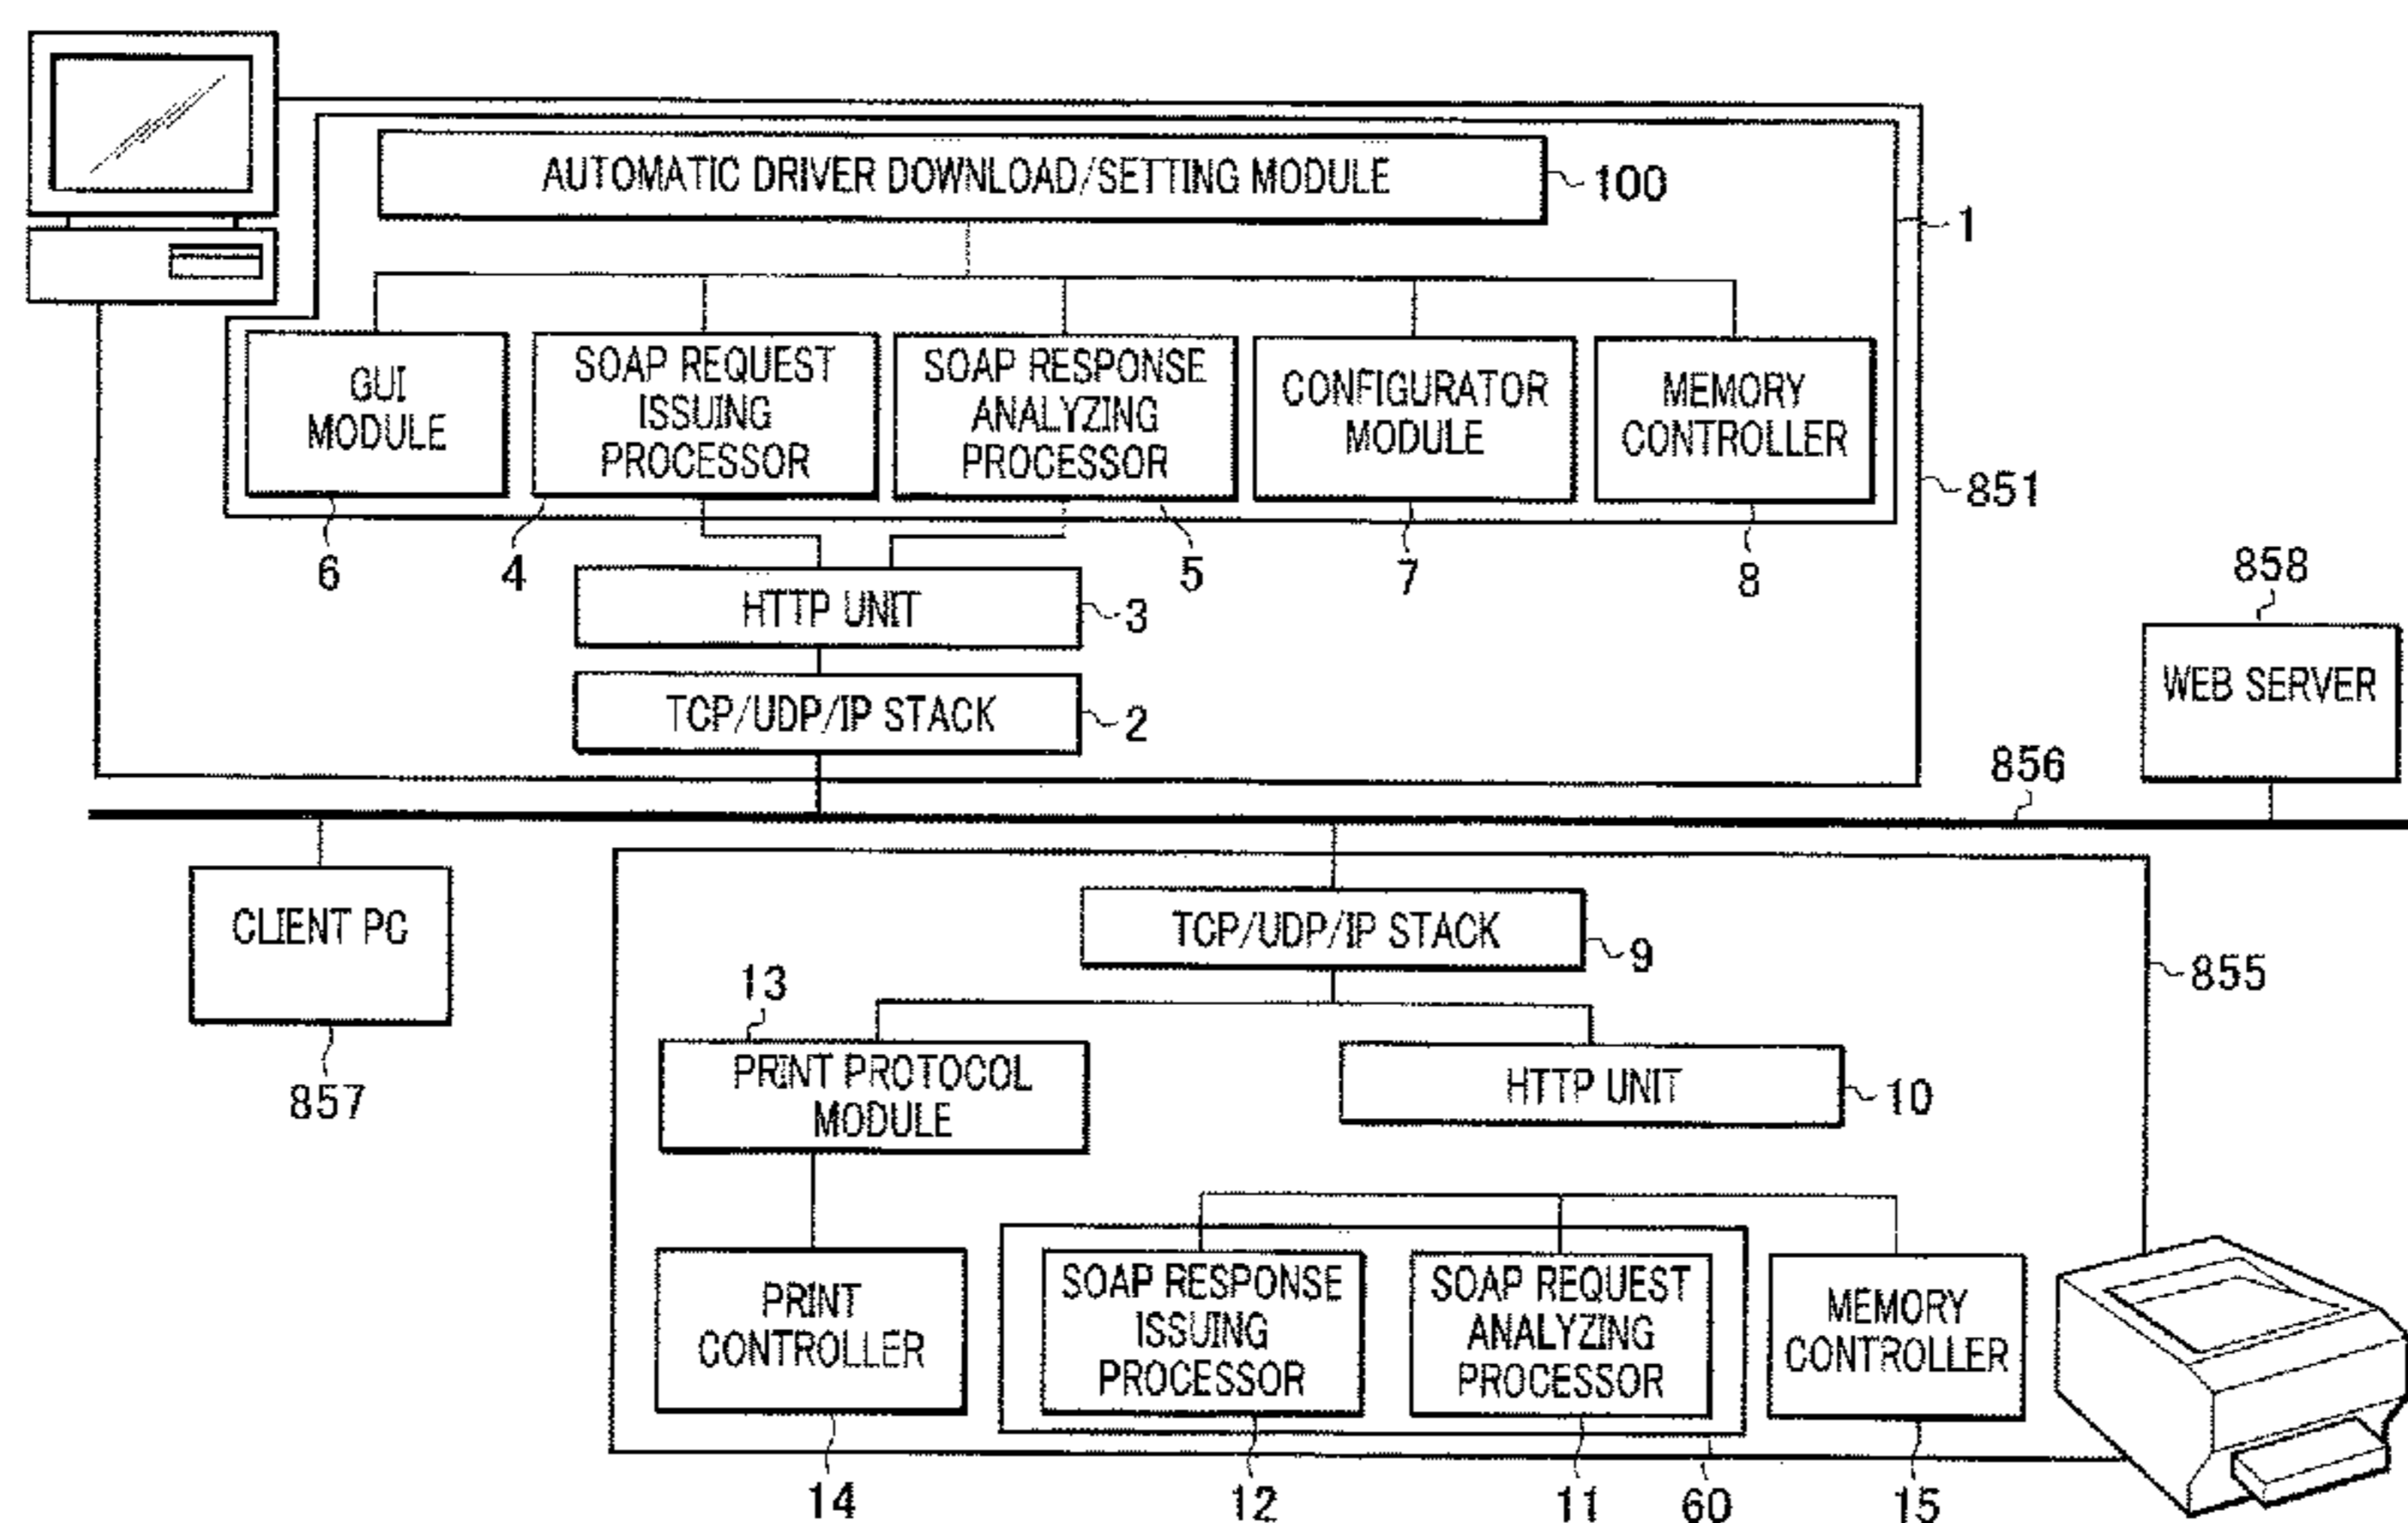 AUTOMATIC DRIVER DOWNLOAD/SETTING MODULE
100
1
GUI
MODULE
SOAP REQUEST
ISSUING
PROCESSOR
SOAP RESPONSE
ANALYZING
PROCESSOR
CONFIGURATOR
MODULE
MEMORY
CONTROLLER
851
6
4
5
7
8
HTTP UNIT
3
858
WEB SERVER
TCP/UDP/IP STACK
2
856
CLIENT PC
857
TCP/UDP/IP STACK
9
855
13
PRINT PROTOCOL
MODULE
HTTP UNIT
10
PRINT
CONTROLLER
SOAP RESPONSE
ISSUING
PROCESSOR
SOAP REQUEST
ANALYZING
PROCESSOR
MEMORY
CONTROLLER
14
12
11
60
15